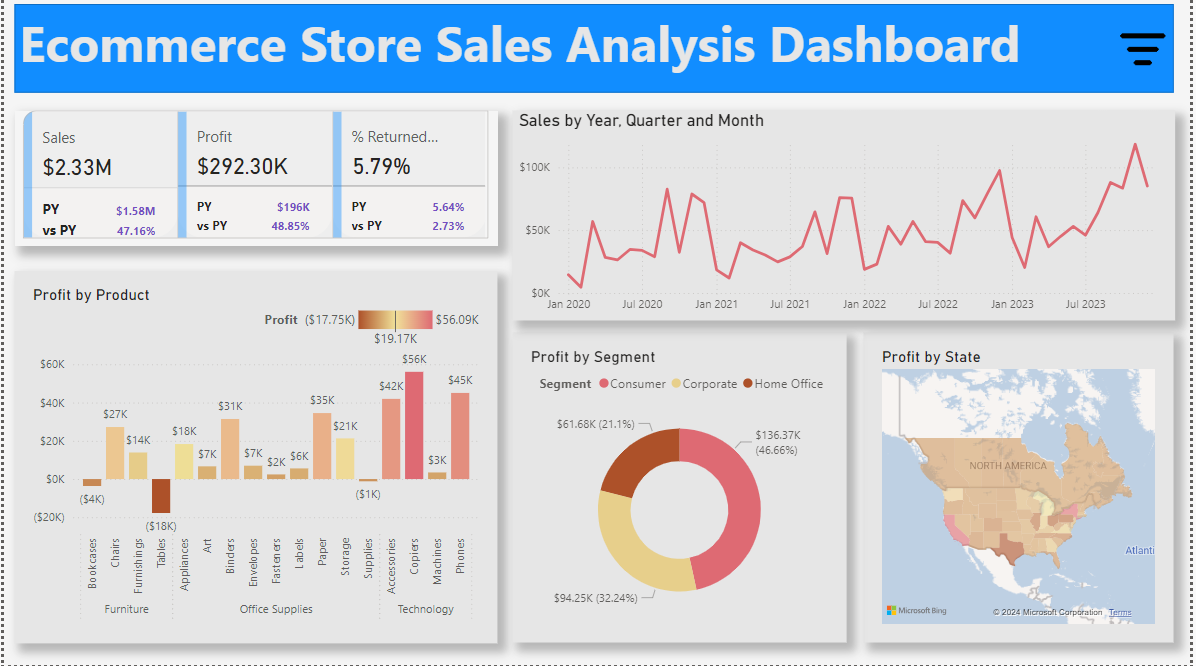 Ecommerce Store Sales Analysis Dashboard
Sales
$2.33M
PY $1.58M
vs PY 47.16%
Profit
$292.30K
PY $196K
vs PY 48.85%
% Returned...
5.79%
PY 5.64%
vs PY 2.73%
Sales by Year, Quarter and Month
$100K
$50K
$0K
Jan 2020 Jul 2020 Jan 2021 Jul 2021 Jan 2022 Jul 2022 Jan 2023 Jul 2023
Profit by Product
Profit ($17.75K) $56.09K
$19.17K
$60K
$40K
$20K
$0K
($20K)
($4K) $27K $14K ($18K) $18K $7K $31K $7K $2K $6K $35K $21K ($1K) $42K $56K $3K $45K
Bookcases Chairs Furnishings Tables Appliances Art Binders Envelopes Fasteners Labels Paper Storage Supplies Accessories Copiers Machines Phones
Furniture Office Supplies Technology
Profit by Segment
Segment Consumer Corporate Home Office
$61.68K (21.1%)
$136.37K
(46.66%)
$94.25K (32.24%)
Profit by State
NORTH AMERICA
Atlanti
Microsoft Bing
© 2024 Microsoft Corporation Terms